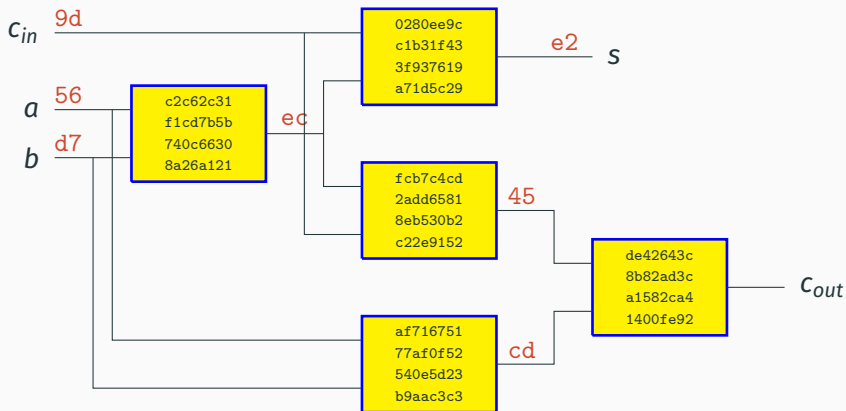 c_in 9d
0280ee9c
c1b31f43
3f937619
a71d5c29
e2 s
a 56
b d7
c2c62c31
f1cd7b5b
740c6630
8a26a121
ec
fcb7c4cd
2add6581
8eb530b2
c22e9152
45
de42643c
8b82ad3c
a1582ca4
1400fe92
c_out
af716751
77af0f52
540e5d23
b9aac3c3
cd